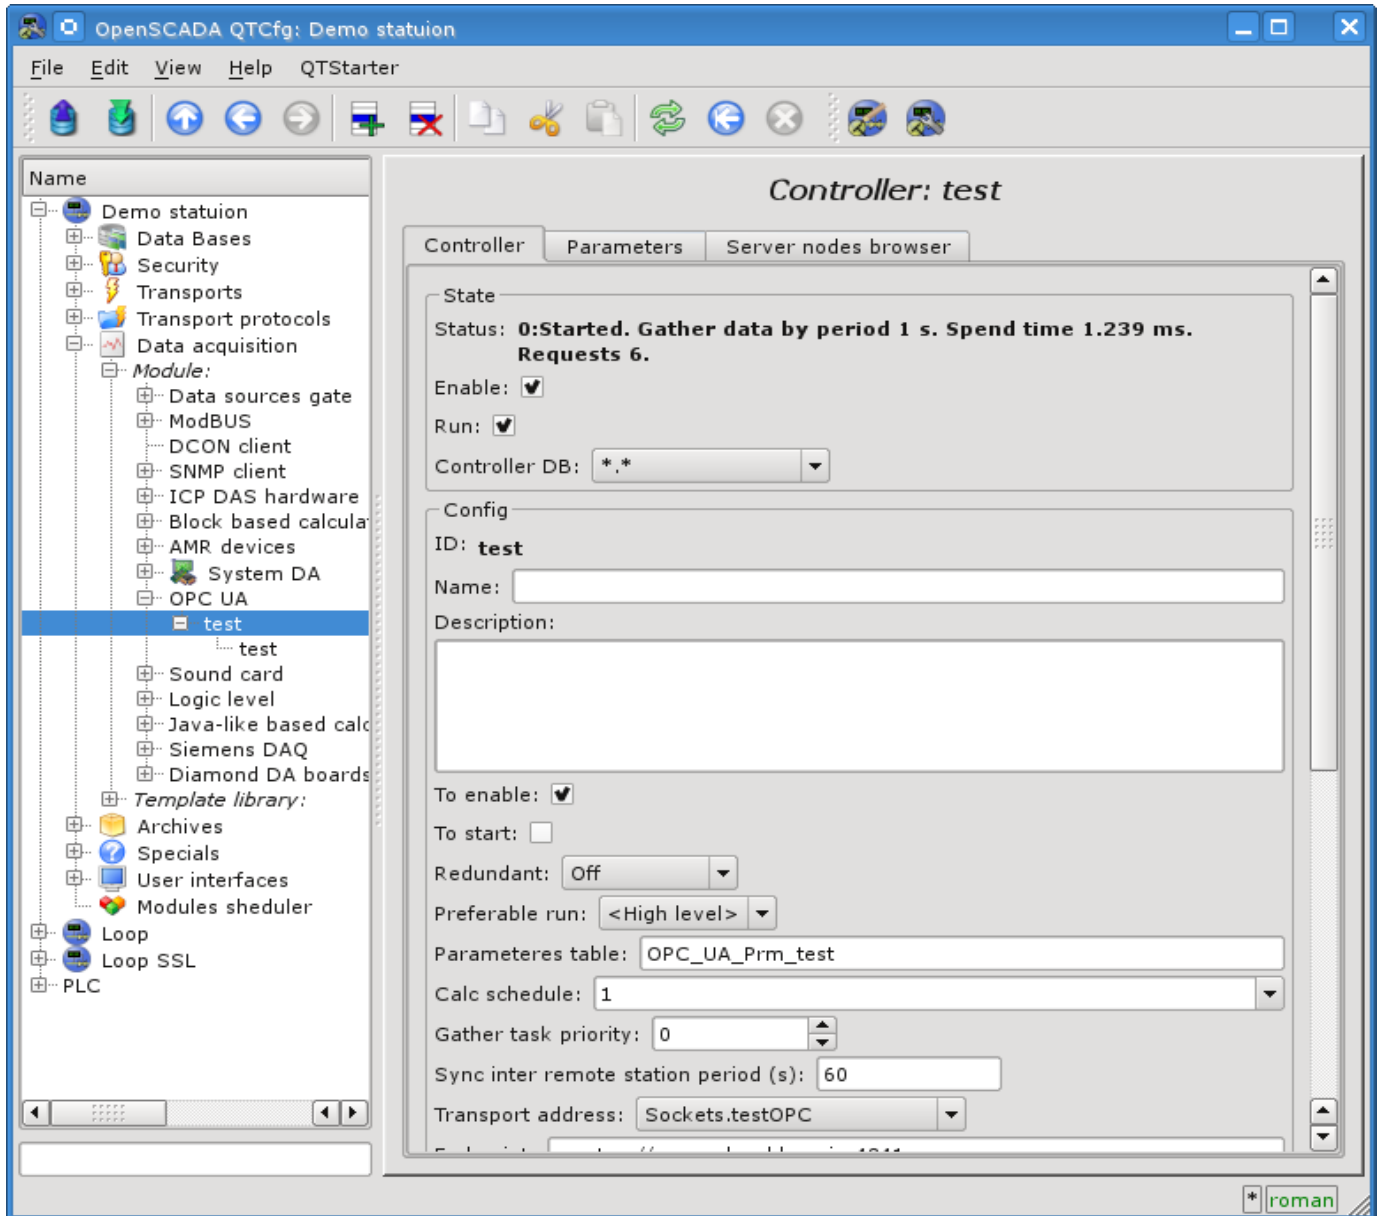 OpenSCADA QTCfg: Demo statuion
File Edit View Help QTStarter
Name
Demo statuion
Data Bases
Security
Transports
Transport protocols
Data acquisition
Module:
Data sources gate
ModBUS
DCON client
SNMP client
ICP DAS hardware
Block based calcula
AMR devices
System DA
OPC UA
test
test
Sound card
Logic level
Java-like based calc
Siemens DAQ
Diamond DA boards
Template library:
Archives
Specials
User interfaces
Modules sheduler
Loop
Loop SSL
PLC
Controller: test
Controller Parameters Server nodes browser
State
Status: 0:Started. Gather data by period 1 s. Spend time 1.239 ms.
Requests 6.
Enable:
Run:
Controller DB: *.*
Config
ID: test
Name:
Description:
To enable:
To start:
Redundant: Off
Preferable run: <High level>
Parameteres table: OPC_UA_Prm_test
Calc schedule: 1
Gather task priority: 0
Sync inter remote station period (s): 60
Transport address: Sockets.testOPC
* roman